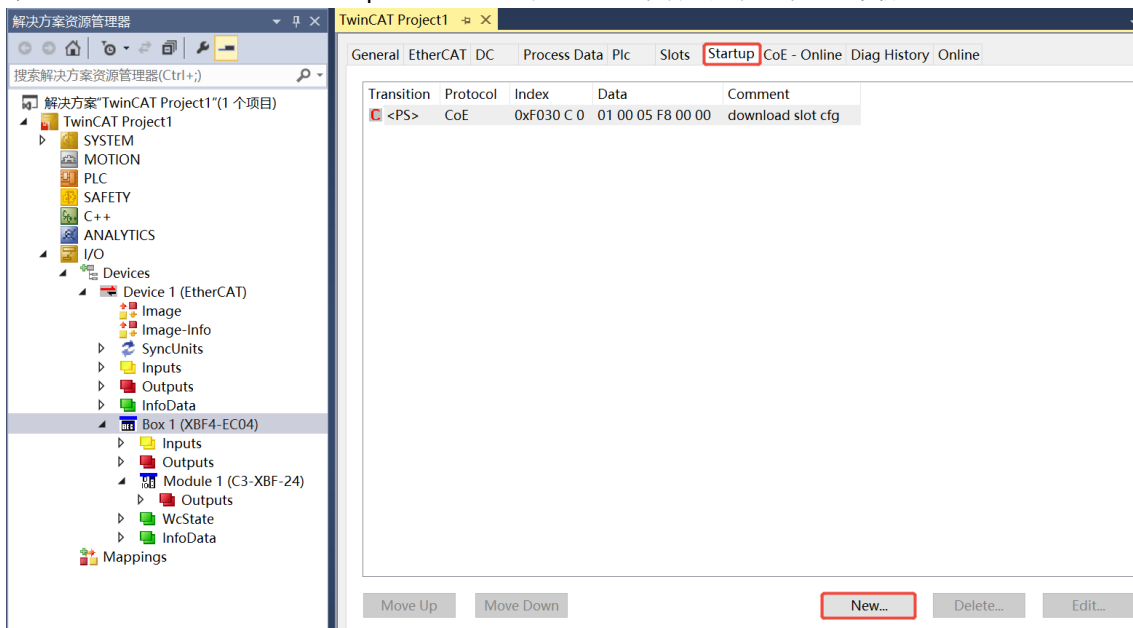 解决方案资源管理器
搜索解决方案资源管理器(Ctrl+;)
解决方案"TwinCAT Project1"(1 个项目)
TwinCAT Project1
SYSTEM
MOTION
PLC
SAFETY
C++
ANALYTICS
I/O
Devices
Device 1 (EtherCAT)
Image
Image-Info
SyncUnits
Inputs
Outputs
InfoData
Box 1 (XBF4-EC04)
Inputs
Outputs
Module 1 (C3-XBF-24)
Outputs
WcState
InfoData
Mappings
TwinCAT Project1
General EtherCAT DC Process Data Plc Slots Startup CoE - Online Diag History Online
Transition Protocol Index Data Comment
C <PS> CoE 0xF030 C 0 01 00 05 F8 00 00 download slot cfg
Move Up Move Down New... Delete... Edit...